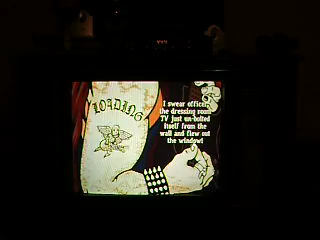 LOADING
I swear officer,
the dressing room
TV just un-bolted
itself from the
wall and flew out
the window!